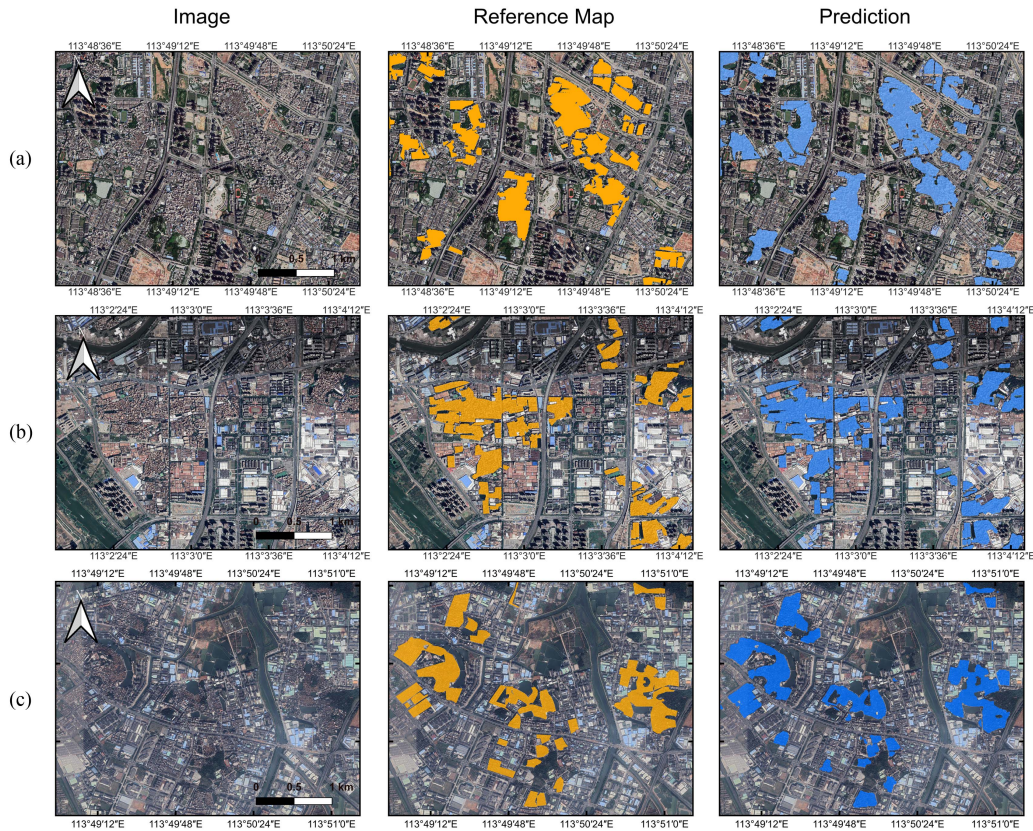 Image Reference Map Prediction
113°48'36"E 113°49'12"E 113°49'48"E 113°50'24"E 113°48'36"E 113°49'12"E 113°49'48"E 113°50'24"E 113°48'36"E 113°49'12"E 113°49'48"E 113°50'24"E
(a)
0 0.5 1 km
113°48'36"E 113°49'12"E 113°49'48"E 113°50'24"E 113°48'36"E 113°49'12"E 113°49'48"E 113°50'24"E 113°48'36"E 113°49'12"E 113°49'48"E 113°50'24"E
113°2'24"E 113°3'0"E 113°3'36"E 113°4'12"E 113°2'24"E 113°3'0"E 113°3'36"E 113°4'12"E 113°2'24"E 113°3'0"E 113°3'36"E 113°4'12"E
(b)
0 0.5 1 km
113°2'24"E 113°3'0"E 113°3'36"E 113°4'12"E 113°2'24"E 113°3'0"E 113°3'36"E 113°4'12"E 113°2'24"E 113°3'0"E 113°3'36"E 113°4'12"E
113°49'12"E 113°49'48"E 113°50'24"E 113°51'0"E 113°49'12"E 113°49'48"E 113°50'24"E 113°51'0"E 113°49'12"E 113°49'48"E 113°50'24"E 113°51'0"E
(c)
0 0.5 1 km
113°49'12"E 113°49'48"E 113°50'24"E 113°51'0"E 113°49'12"E 113°49'48"E 113°50'24"E 113°51'0"E 113°49'12"E 113°49'48"E 113°50'24"E 113°51'0"E